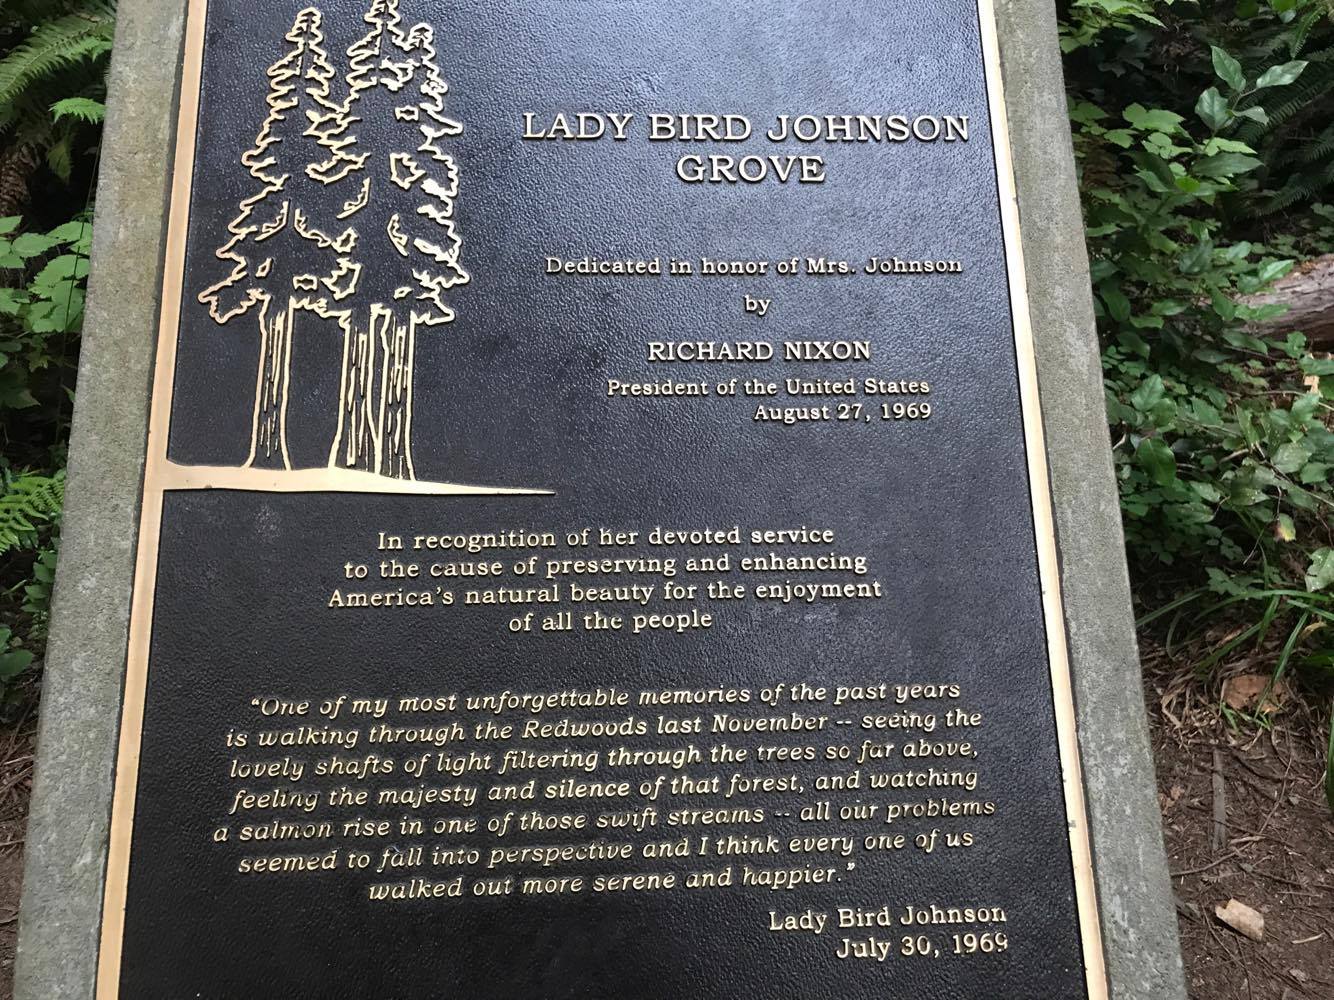 LADY BIRD JOHNSON
GROVE
Dedicated in honor of Mrs. Johnson
by
RICHARD NIXON
President of the United States
August 27, 1969
In recognition of her devoted service
to the cause of preserving and enhancing
America's natural beauty for the enjoyment
of all the people
"One of my most unforgettable memories of the past years
is walking through the Redwoods last November -- seeing the
lovely shafts of light filtering through the trees so far above,
feeling the majesty and silence of that forest, and watching
a salmon rise in one of those swift streams -- all our problems
seemed to fall into perspective and I think every one of us
walked out more serene and happier."
Lady Bird Johnson
July 30, 1969